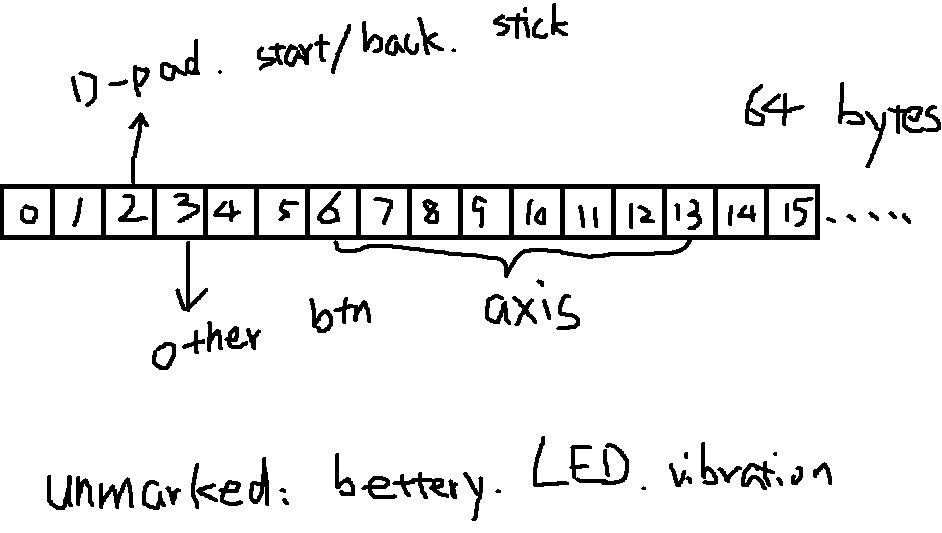 D-pad. start/back. stick
64 bytes
0 1 2 3 4 5 6 7 8 9 10 11 12 13 14 15 .....
other btn
axis
unmarked: bettery. LED. vibration